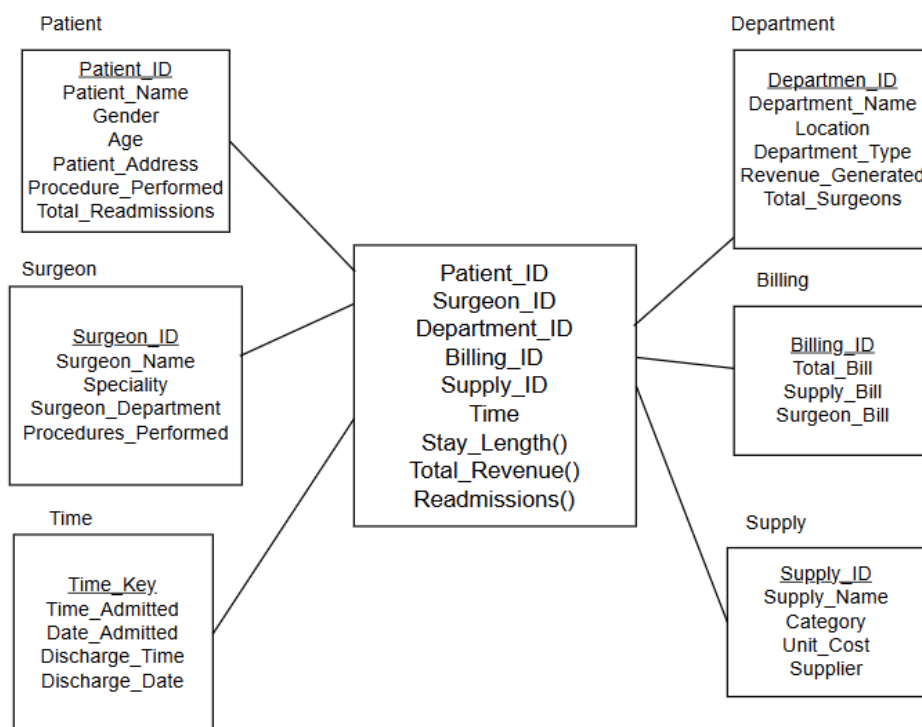 Patient
Patient_ID
Patient_Name
Gender
Age
Patient_Address
Procedure_Performed
Total_Readmissions
Surgeon
Surgeon_ID
Surgeon_Name
Speciality
Surgeon_Department
Procedures_Performed
Time
Time_Key
Time_Admitted
Date_Admitted
Discharge_Time
Discharge_Date
Patient_ID
Surgeon_ID
Department_ID
Billing_ID
Supply_ID
Time
Stay_Length()
Total_Revenue()
Readmissions()
Department
Departmen_ID
Department_Name
Location
Department_Type
Revenue_Generated
Total_Surgeons
Billing
Billing_ID
Total_Bill
Supply_Bill
Surgeon_Bill
Supply
Supply_ID
Supply_Name
Category
Unit_Cost
Supplier